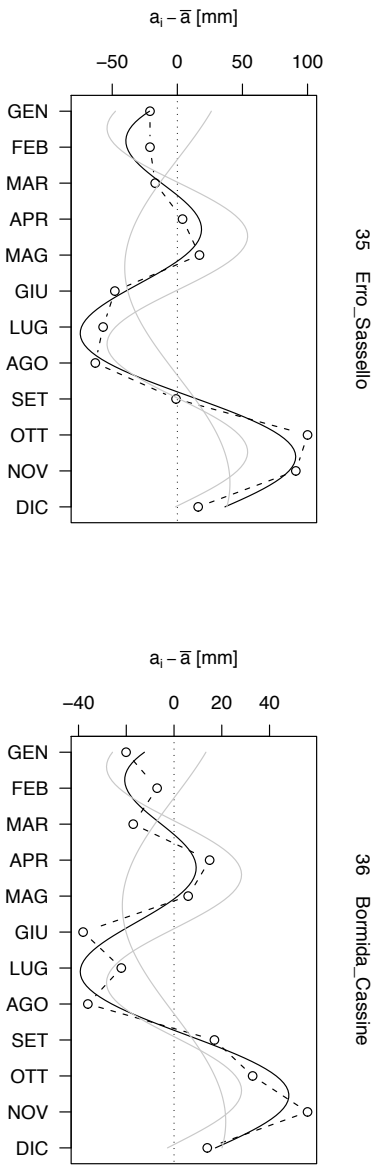 a_i – a̅ [mm]
−50 0 50 100
GEN
FEB
MAR
APR
MAG
GIU
LUG
AGO
SET
OTT
NOV
DIC
35 Erro_Sassello
a_i – a̅ [mm]
−40 0 20 40
GEN
FEB
MAR
APR
MAG
GIU
LUG
AGO
SET
OTT
NOV
DIC
36 Bormida_Cassine